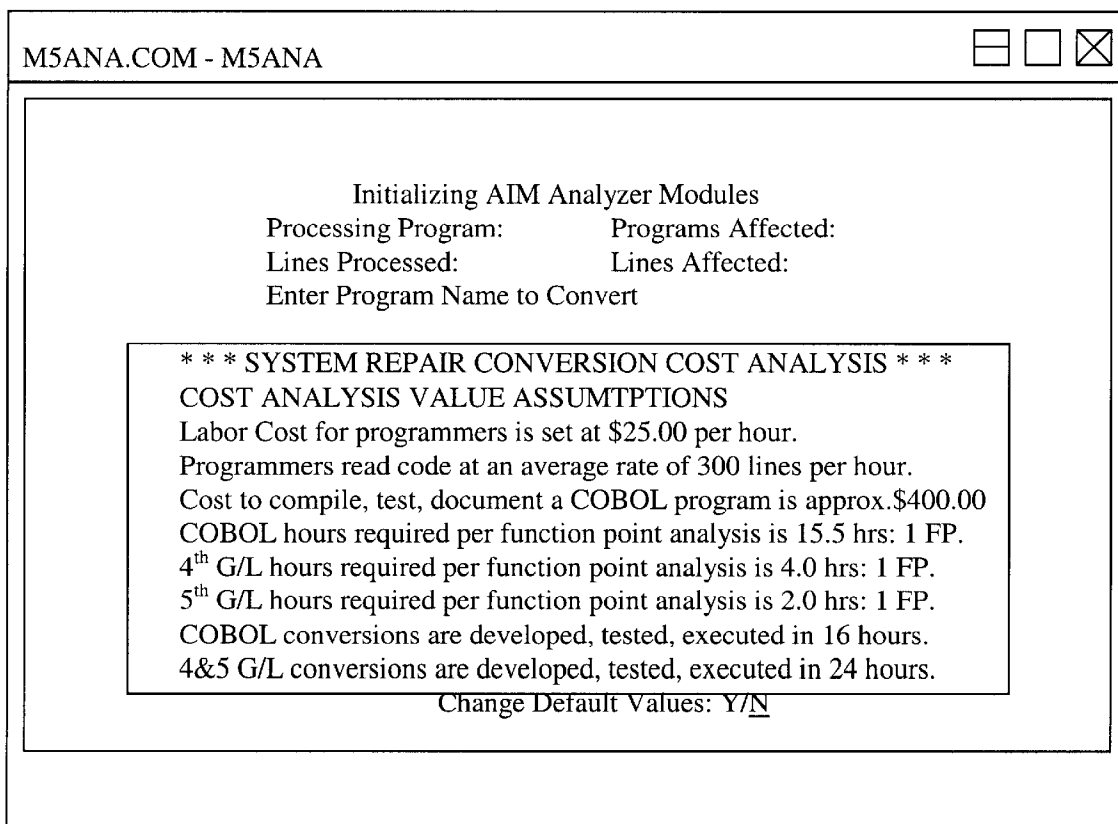 M5ANA.COM - M5ANA
Initializing AIM Analyzer Modules
Processing Program: Programs Affected:
Lines Processed: Lines Affected:
Enter Program Name to Convert
* * * SYSTEM REPAIR CONVERSION COST ANALYSIS * * *
COST ANALYSIS VALUE ASSUMTPTIONS
Labor Cost for programmers is set at $25.00 per hour.
Programmers read code at an average rate of 300 lines per hour.
Cost to compile, test, document a COBOL program is approx.$400.00
COBOL hours required per function point analysis is 15.5 hrs: 1 FP.
4th G/L hours required per function point analysis is 4.0 hrs: 1 FP.
5th G/L hours required per function point analysis is 2.0 hrs: 1 FP.
COBOL conversions are developed, tested, executed in 16 hours.
4&5 G/L conversions are developed, tested, executed in 24 hours.
Change Default Values: Y/N